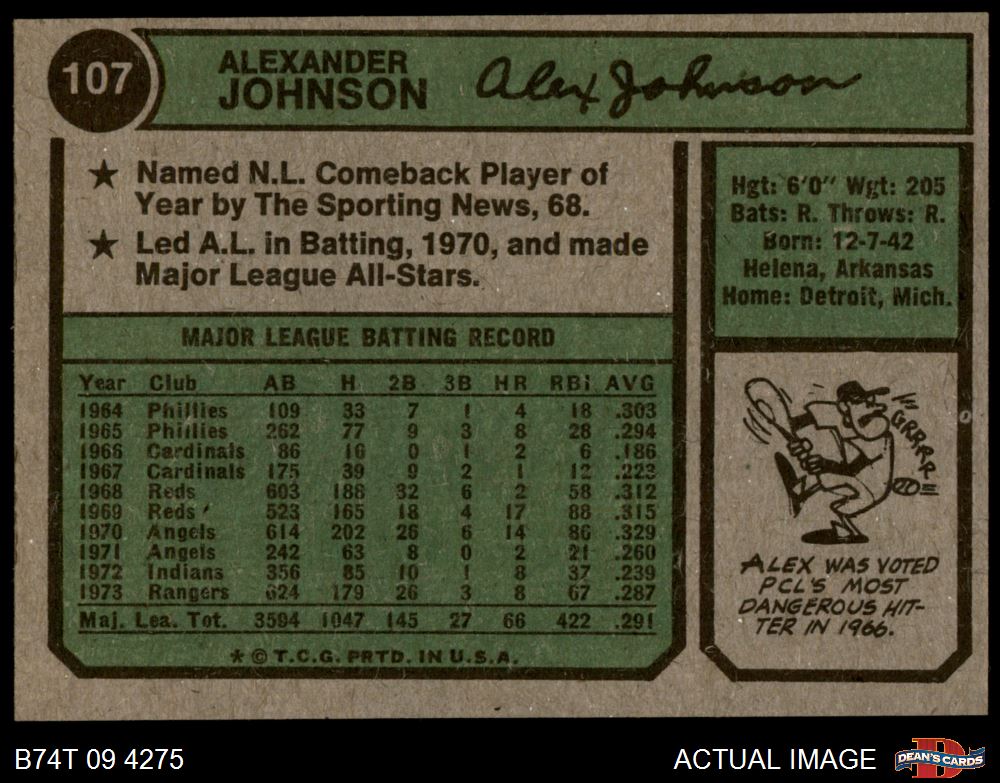 107
ALEXANDER
JOHNSON
Alex Johnson
★ Named N.L. Comeback Player of
Year by The Sporting News, 68.
★ Led A.L. in Batting, 1970, and made
Major League All-Stars.
Hgt: 6'0" Wgt: 205
Bats: R. Throws: R.
Born: 12-7-42
Helena, Arkansas
Home: Detroit, Mich.
MAJOR LEAGUE BATTING RECORD
Year Club AB H 2B 3B HR RBI AVG
1964 Phillies 109 33 7 1 4 18 .303
1965 Phillies 262 77 9 3 8 28 .294
1966 Cardinals 86 16 0 1 2 6 .186
1967 Cardinals 175 39 9 2 1 12 .223
1968 Reds 603 188 32 6 2 58 .312
1969 Reds 523 165 18 4 17 88 .315
1970 Angels 614 202 26 6 14 86 .329
1971 Angels 242 63 8 0 2 21 .260
1972 Indians 356 85 10 1 8 37 .239
1973 Rangers 624 179 26 3 8 67 .287
Maj. Lea. Tot. 3594 1047 145 27 66 422 .291
★ © T.C.G. PRTD. IN U.S.A.
GRRRR
ALEX WAS VOTED
PCL'S MOST
DANGEROUS HIT-
TER IN 1966.
B74T 09 4275
ACTUAL IMAGE
D
DEAN'S CARDS